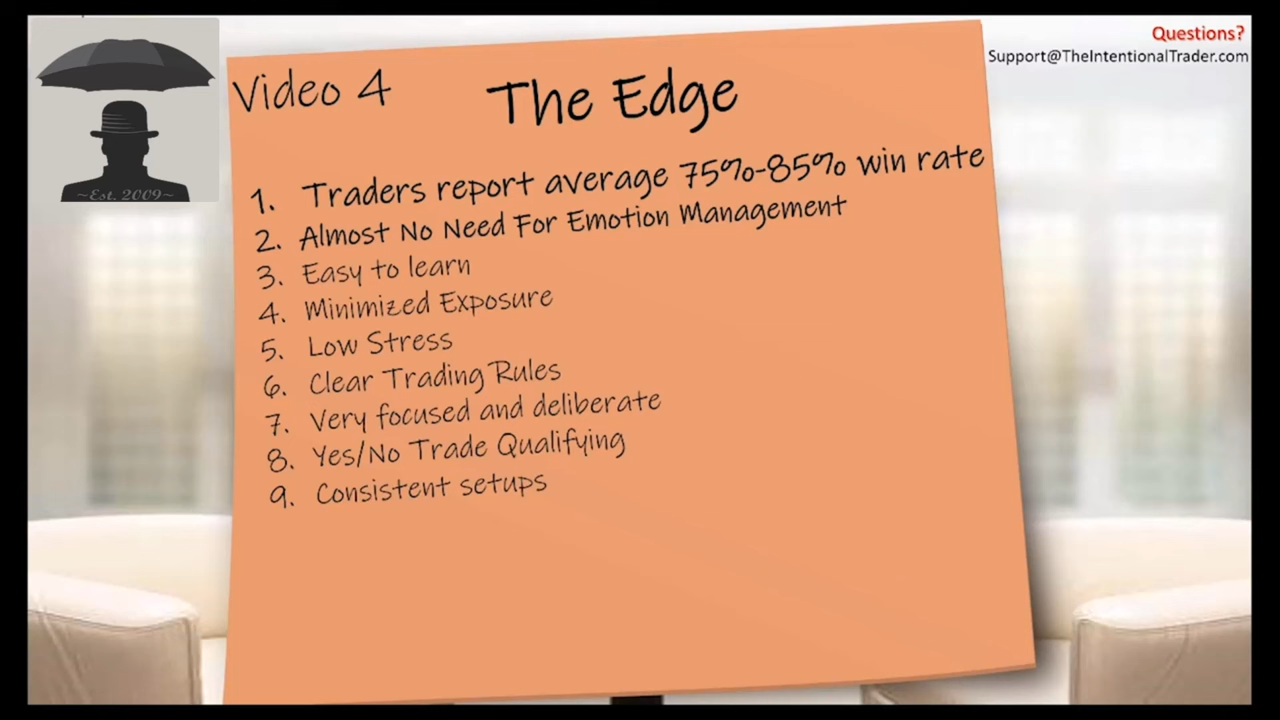 Questions?
Support@TheIntentionalTrader.com
~Est. 2009~
Video 4
The Edge
1. Traders report average 75%-85% win rate
2. Almost No Need For Emotion Management
3. Easy to learn
4. Minimized Exposure
5. Low Stress
6. Clear Trading Rules
7. Very focused and deliberate
8. Yes/No Trade Qualifying
9. Consistent setups